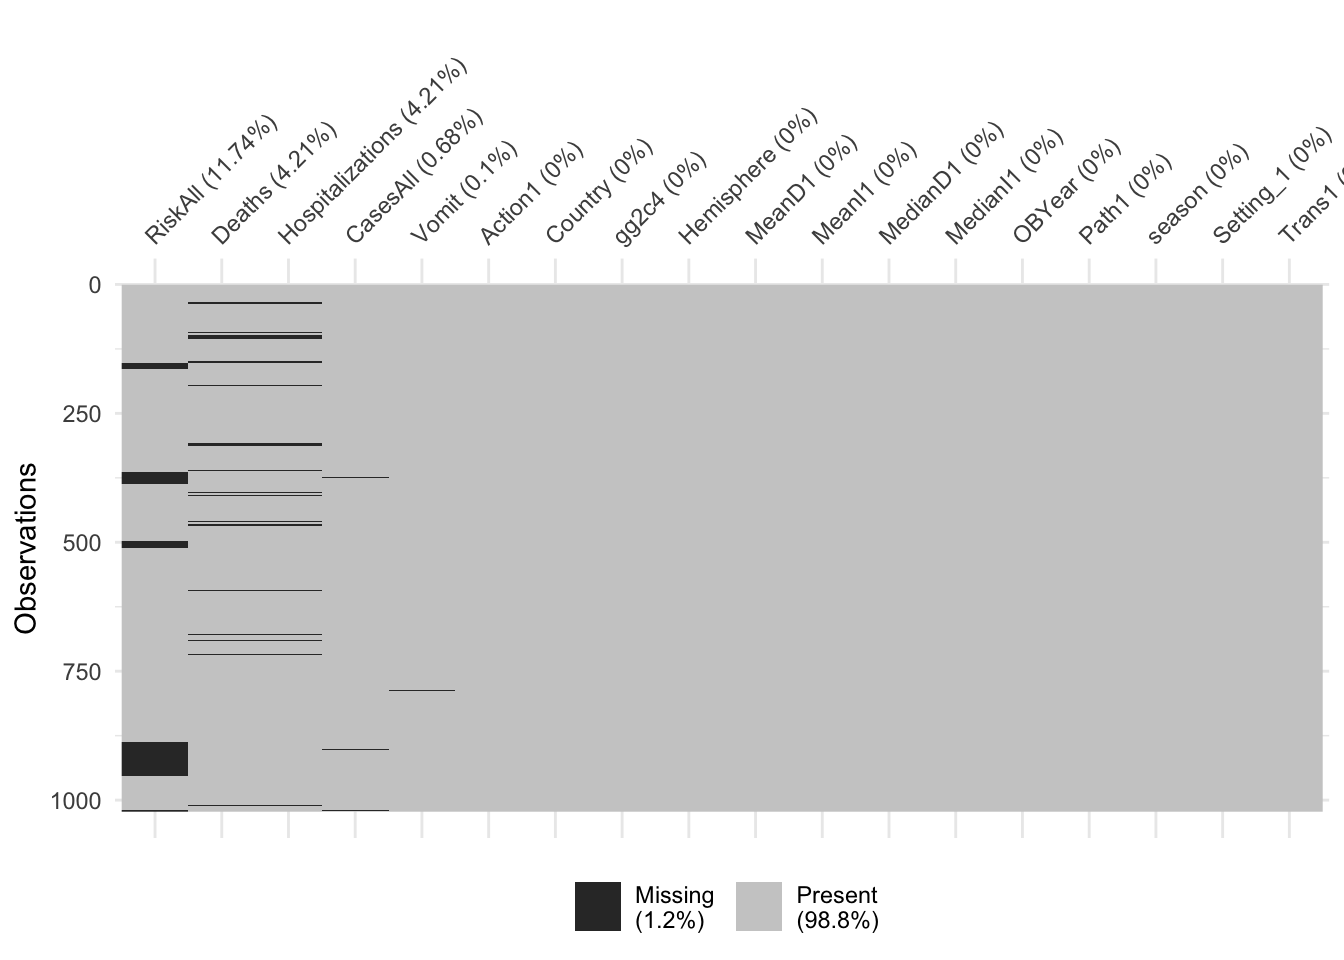 RiskAll (11.74%)
Deaths (4.21%)
Hospitalizations (4.21%)
CasesAll (0.68%)
Vomit (0.1%)
Action1 (0%)
Country (0%)
gg2c4 (0%)
Hemisphere (0%)
MeanD1 (0%)
MeanI1 (0%)
MedianD1 (0%)
MedianI1 (0%)
OBYear (0%)
Path1 (0%)
season (0%)
Setting_1 (0%)
Trans1 (
0
250
500
750
1000
Observations
Missing
(1.2%)
Present
(98.8%)